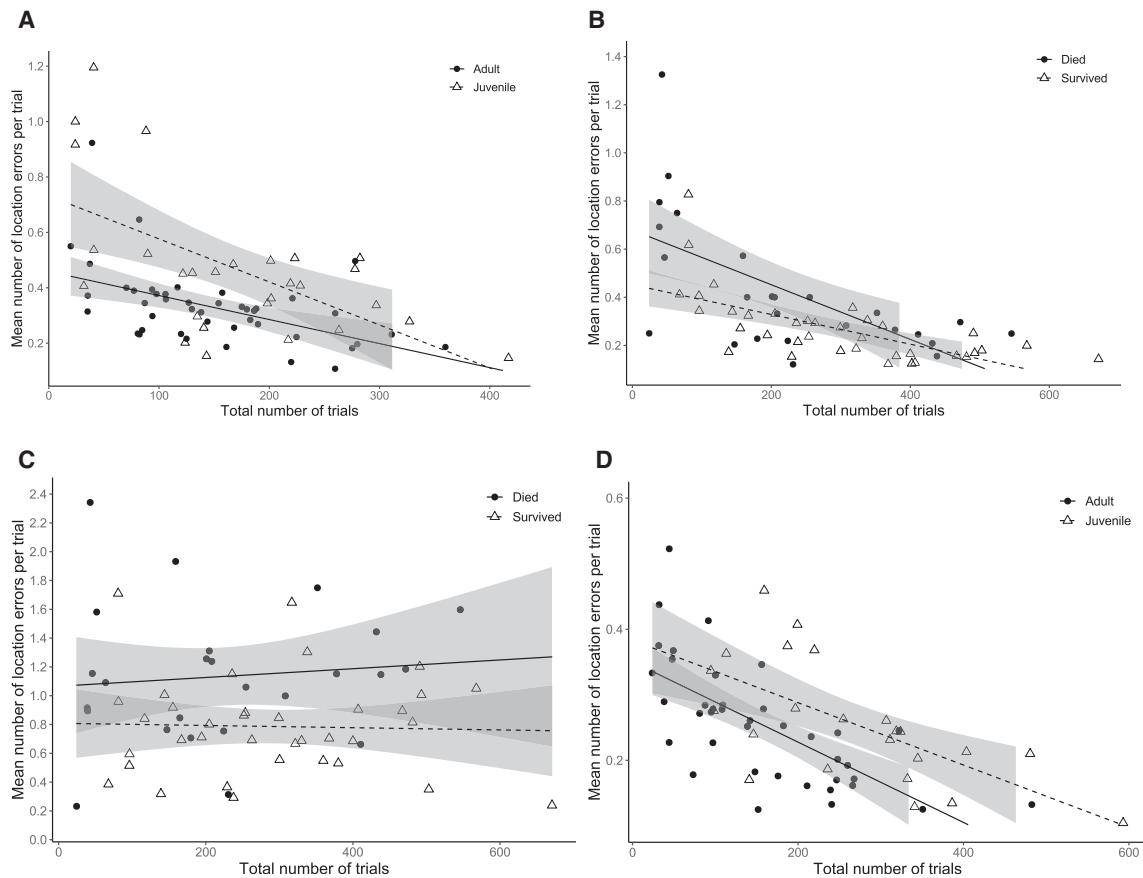 A
Mean number of location errors per trial
1.2
1.0
0.8
0.6
0.4
0.2
0 100 200 300 400
Total number of trials
Adult
Juvenile
B
Mean number of location errors per trial
1.4
1.2
1.0
0.8
0.6
0.4
0.2
0 200 400 600
Total number of trials
Died
Survived
C
Mean number of location errors per trial
2.4
2.2
2.0
1.8
1.6
1.4
1.2
1.0
0.8
0.6
0.4
0.2
0.0
0 200 400 600
Total number of trials
Died
Survived
D
Mean number of location errors per trial
0.6
0.4
0.2
0 200 400 600
Total number of trials
Adult
Juvenile